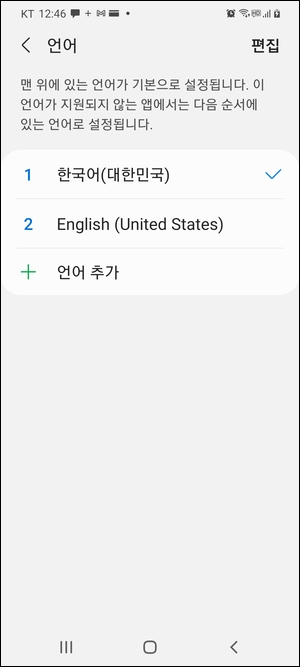 KT 12:46
언어
편집
맨 위에 있는 언어가 기본으로 설정됩니다. 이
언어가 지원되지 않는 앱에서는 다음 순서에
있는 언어로 설정됩니다.
1 한국어(대한민국)
2 English (United States)
언어 추가